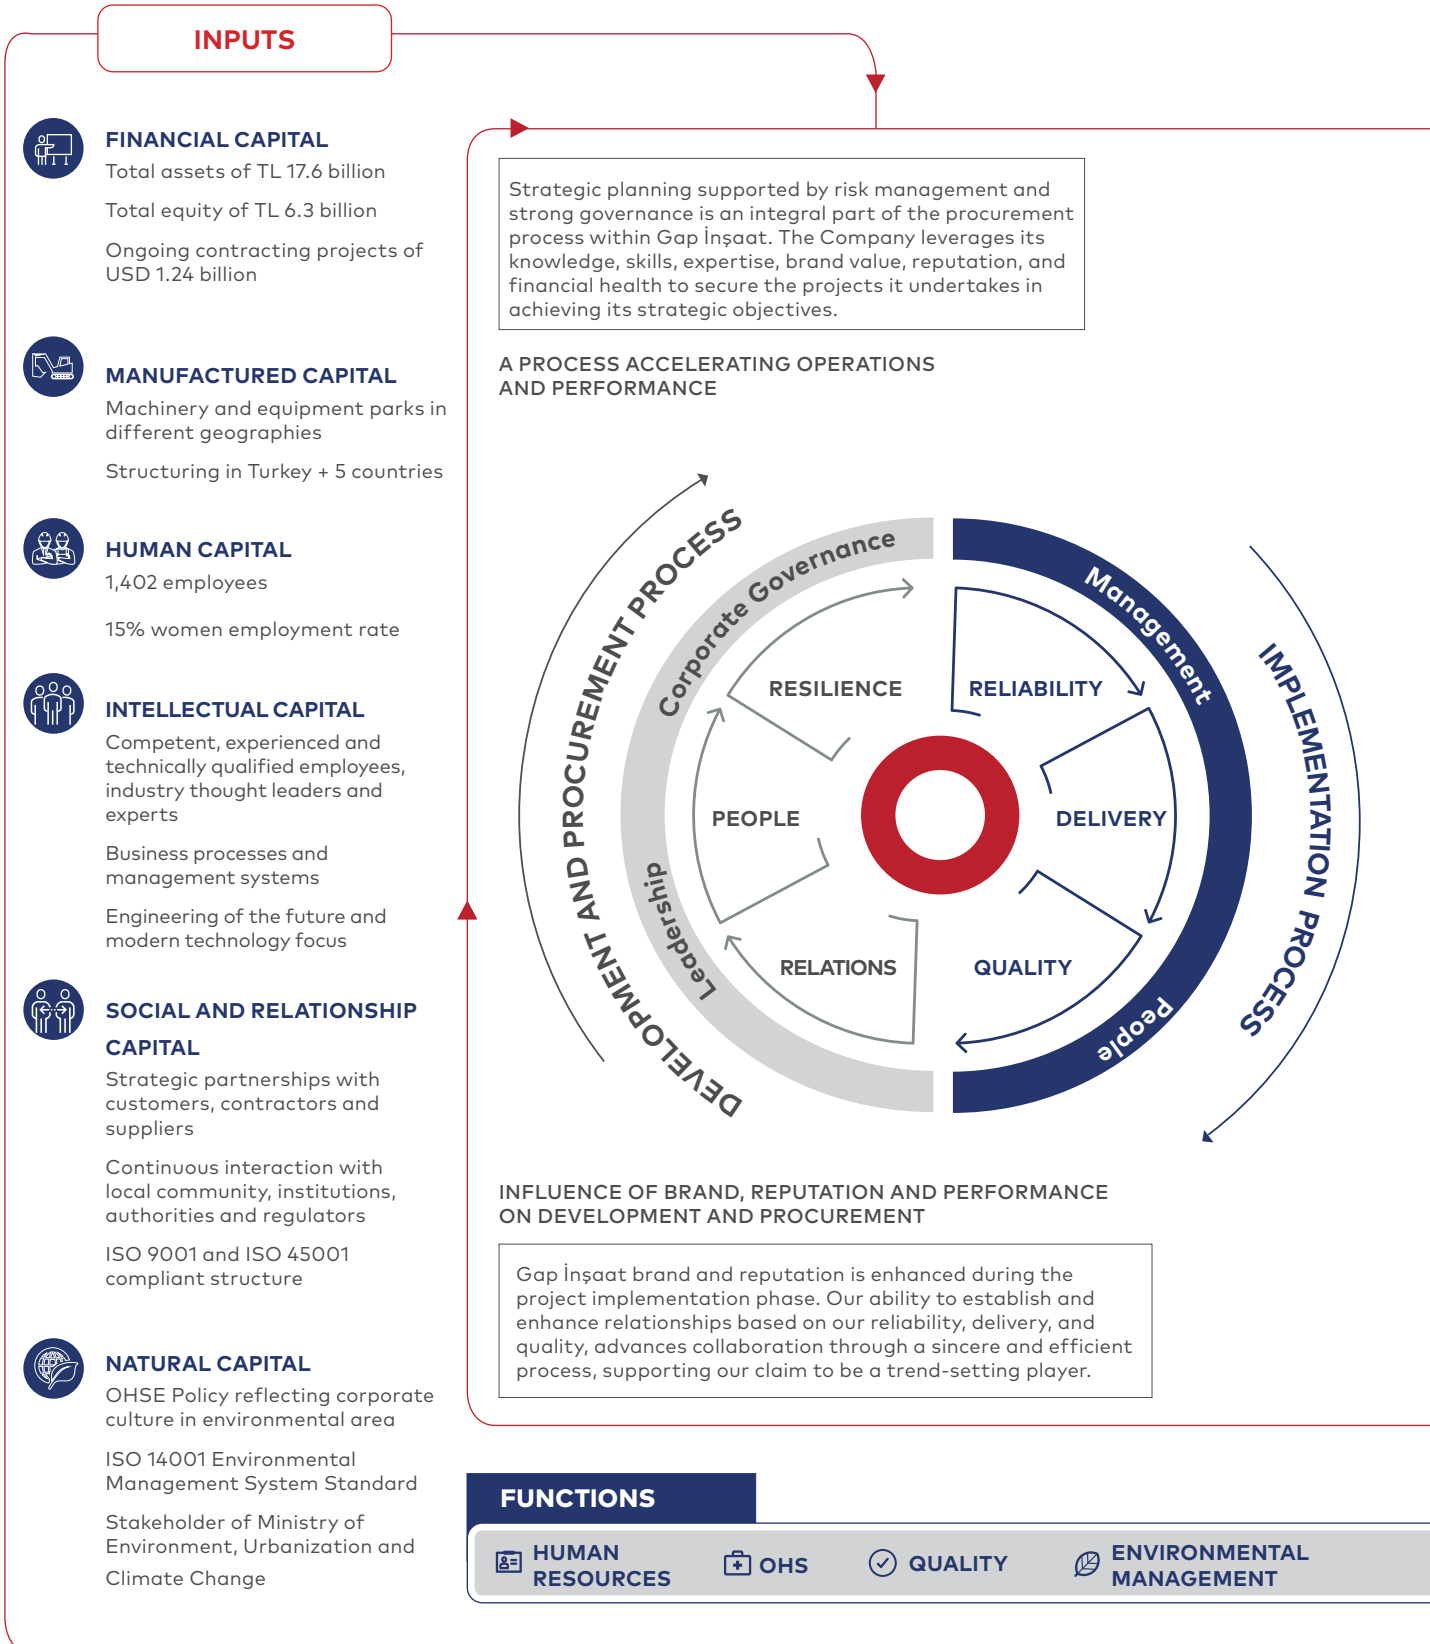 INPUTS
FINANCIAL CAPITAL
Total assets of TL 17.6 billion
Total equity of TL 6.3 billion
Ongoing contracting projects of
USD 1.24 billion
MANUFACTURED CAPITAL
Machinery and equipment parks in
different geographies
Structuring in Turkey + 5 countries
HUMAN CAPITAL
1,402 employees
15% women employment rate
INTELLECTUAL CAPITAL
Competent, experienced and
technically qualified employees,
industry thought leaders and
experts
Business processes and
management systems
Engineering of the future and
modern technology focus
SOCIAL AND RELATIONSHIP
CAPITAL
Strategic partnerships with
customers, contractors and
suppliers
Continuous interaction with
local community, institutions,
authorities and regulators
ISO 9001 and ISO 45001
compliant structure
NATURAL CAPITAL
OHSE Policy reflecting corporate
culture in environmental area
ISO 14001 Environmental
Management System Standard
Stakeholder of Ministry of
Environment, Urbanization and
Climate Change
Strategic planning supported by risk management and
strong governance is an integral part of the procurement
process within Gap İnşaat. The Company leverages its
knowledge, skills, expertise, brand value, reputation, and
financial health to secure the projects it undertakes in
achieving its strategic objectives.
A PROCESS ACCELERATING OPERATIONS
AND PERFORMANCE
DEVELOPMENT AND PROCUREMENT PROCESS
Corporate Governance
Leadership
RESILIENCE
PEOPLE
RELATIONS
RELIABILITY
DELIVERY
QUALITY
Management
People
IMPLEMENTATION PROCESS
INFLUENCE OF BRAND, REPUTATION AND PERFORMANCE
ON DEVELOPMENT AND PROCUREMENT
Gap İnşaat brand and reputation is enhanced during the
project implementation phase. Our ability to establish and
enhance relationships based on our reliability, delivery, and
quality, advances collaboration through a sincere and efficient
process, supporting our claim to be a trend-setting player.
FUNCTIONS
HUMAN
RESOURCES
OHS
QUALITY
ENVIRONMENTAL
MANAGEMENT